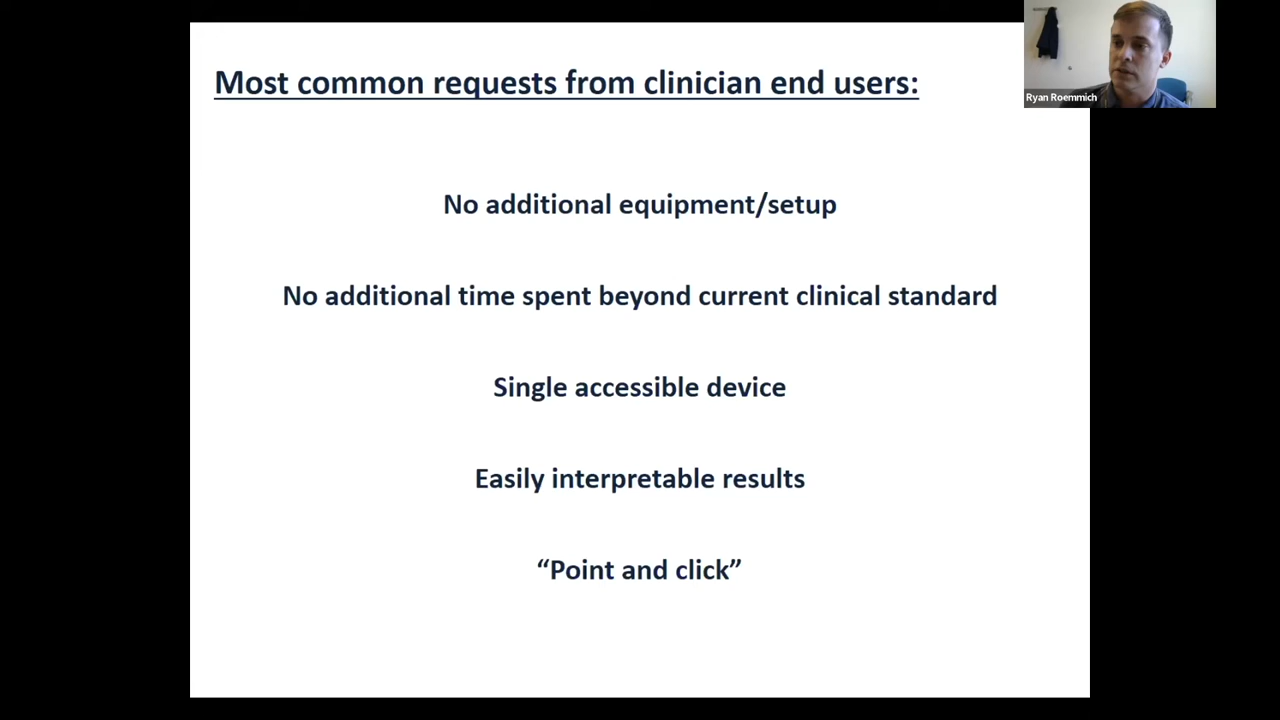 Most common requests from clinician end users:
Ryan Roemmich
No additional equipment/setup
No additional time spent beyond current clinical standard
Single accessible device
Easily interpretable results
“Point and click”